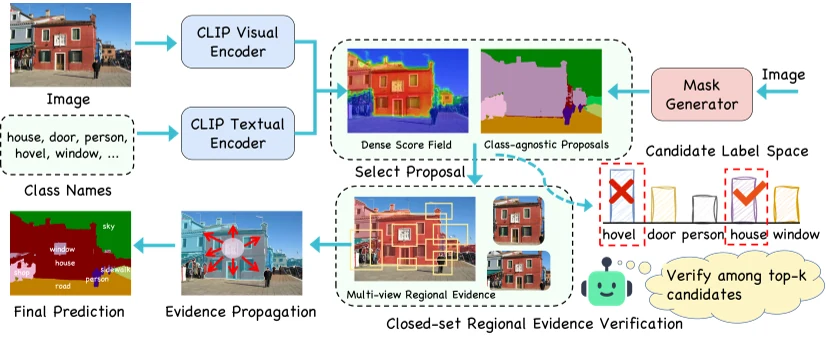 CLIP Visual
Encoder
Image
house, door, person,
hovel, window, ...
Class Names
CLIP Textual
Encoder
Dense Score Field
Class-agnostic Proposals
Mask
Generator
Image
Select Proposal
Candidate Label Space
hovel
door
person
house
window
Verify among top-k
candidates
Multi-view Regional Evidence
Closed-set Regional Evidence Verification
Evidence Propagation
sky
window
house
shop
sidewalk
person
road
Final Prediction